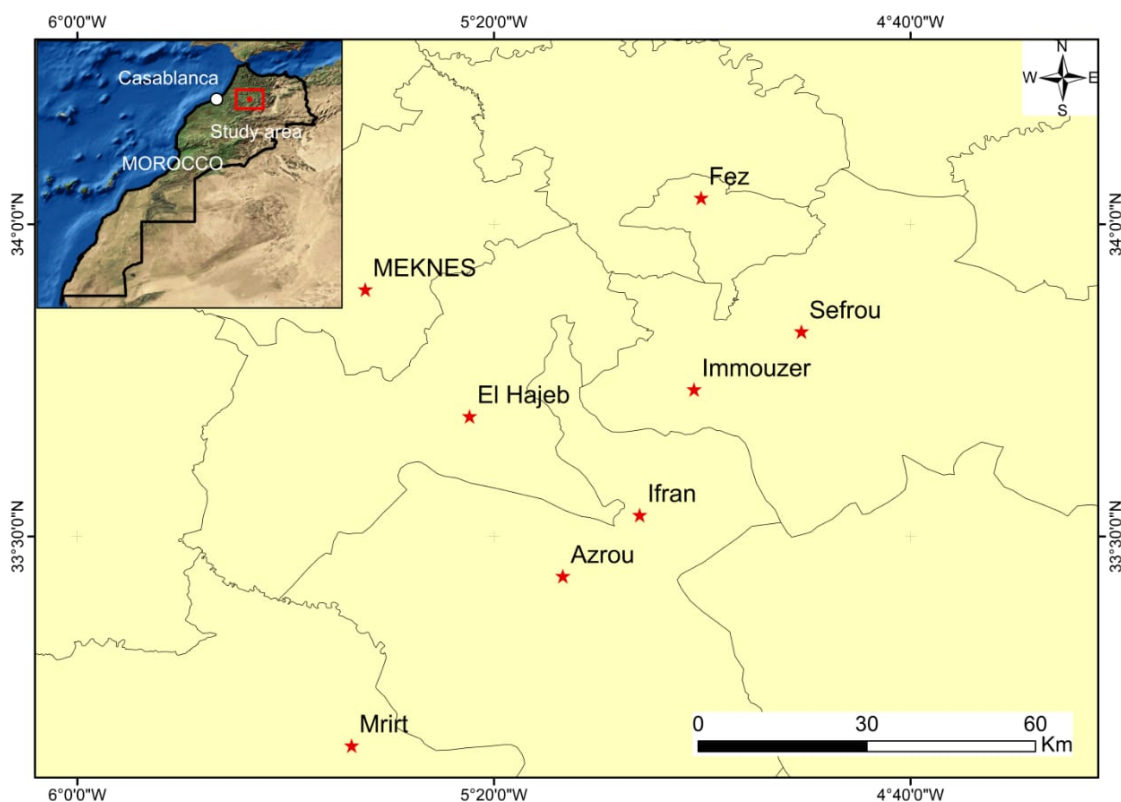 6°0'0"W 5°20'0"W 4°40'0"W
N
W E
S
Casablanca
Study area
MOROCCO
Fez
34°0'0"N 34°0'0"N
MEKNES
Sefrou
Immouzer
El Hajeb
Ifran
33°30'0"N 33°30'0"N
Azrou
Mrirt
0 30 60
Km
6°0'0"W 5°20'0"W 4°40'0"W